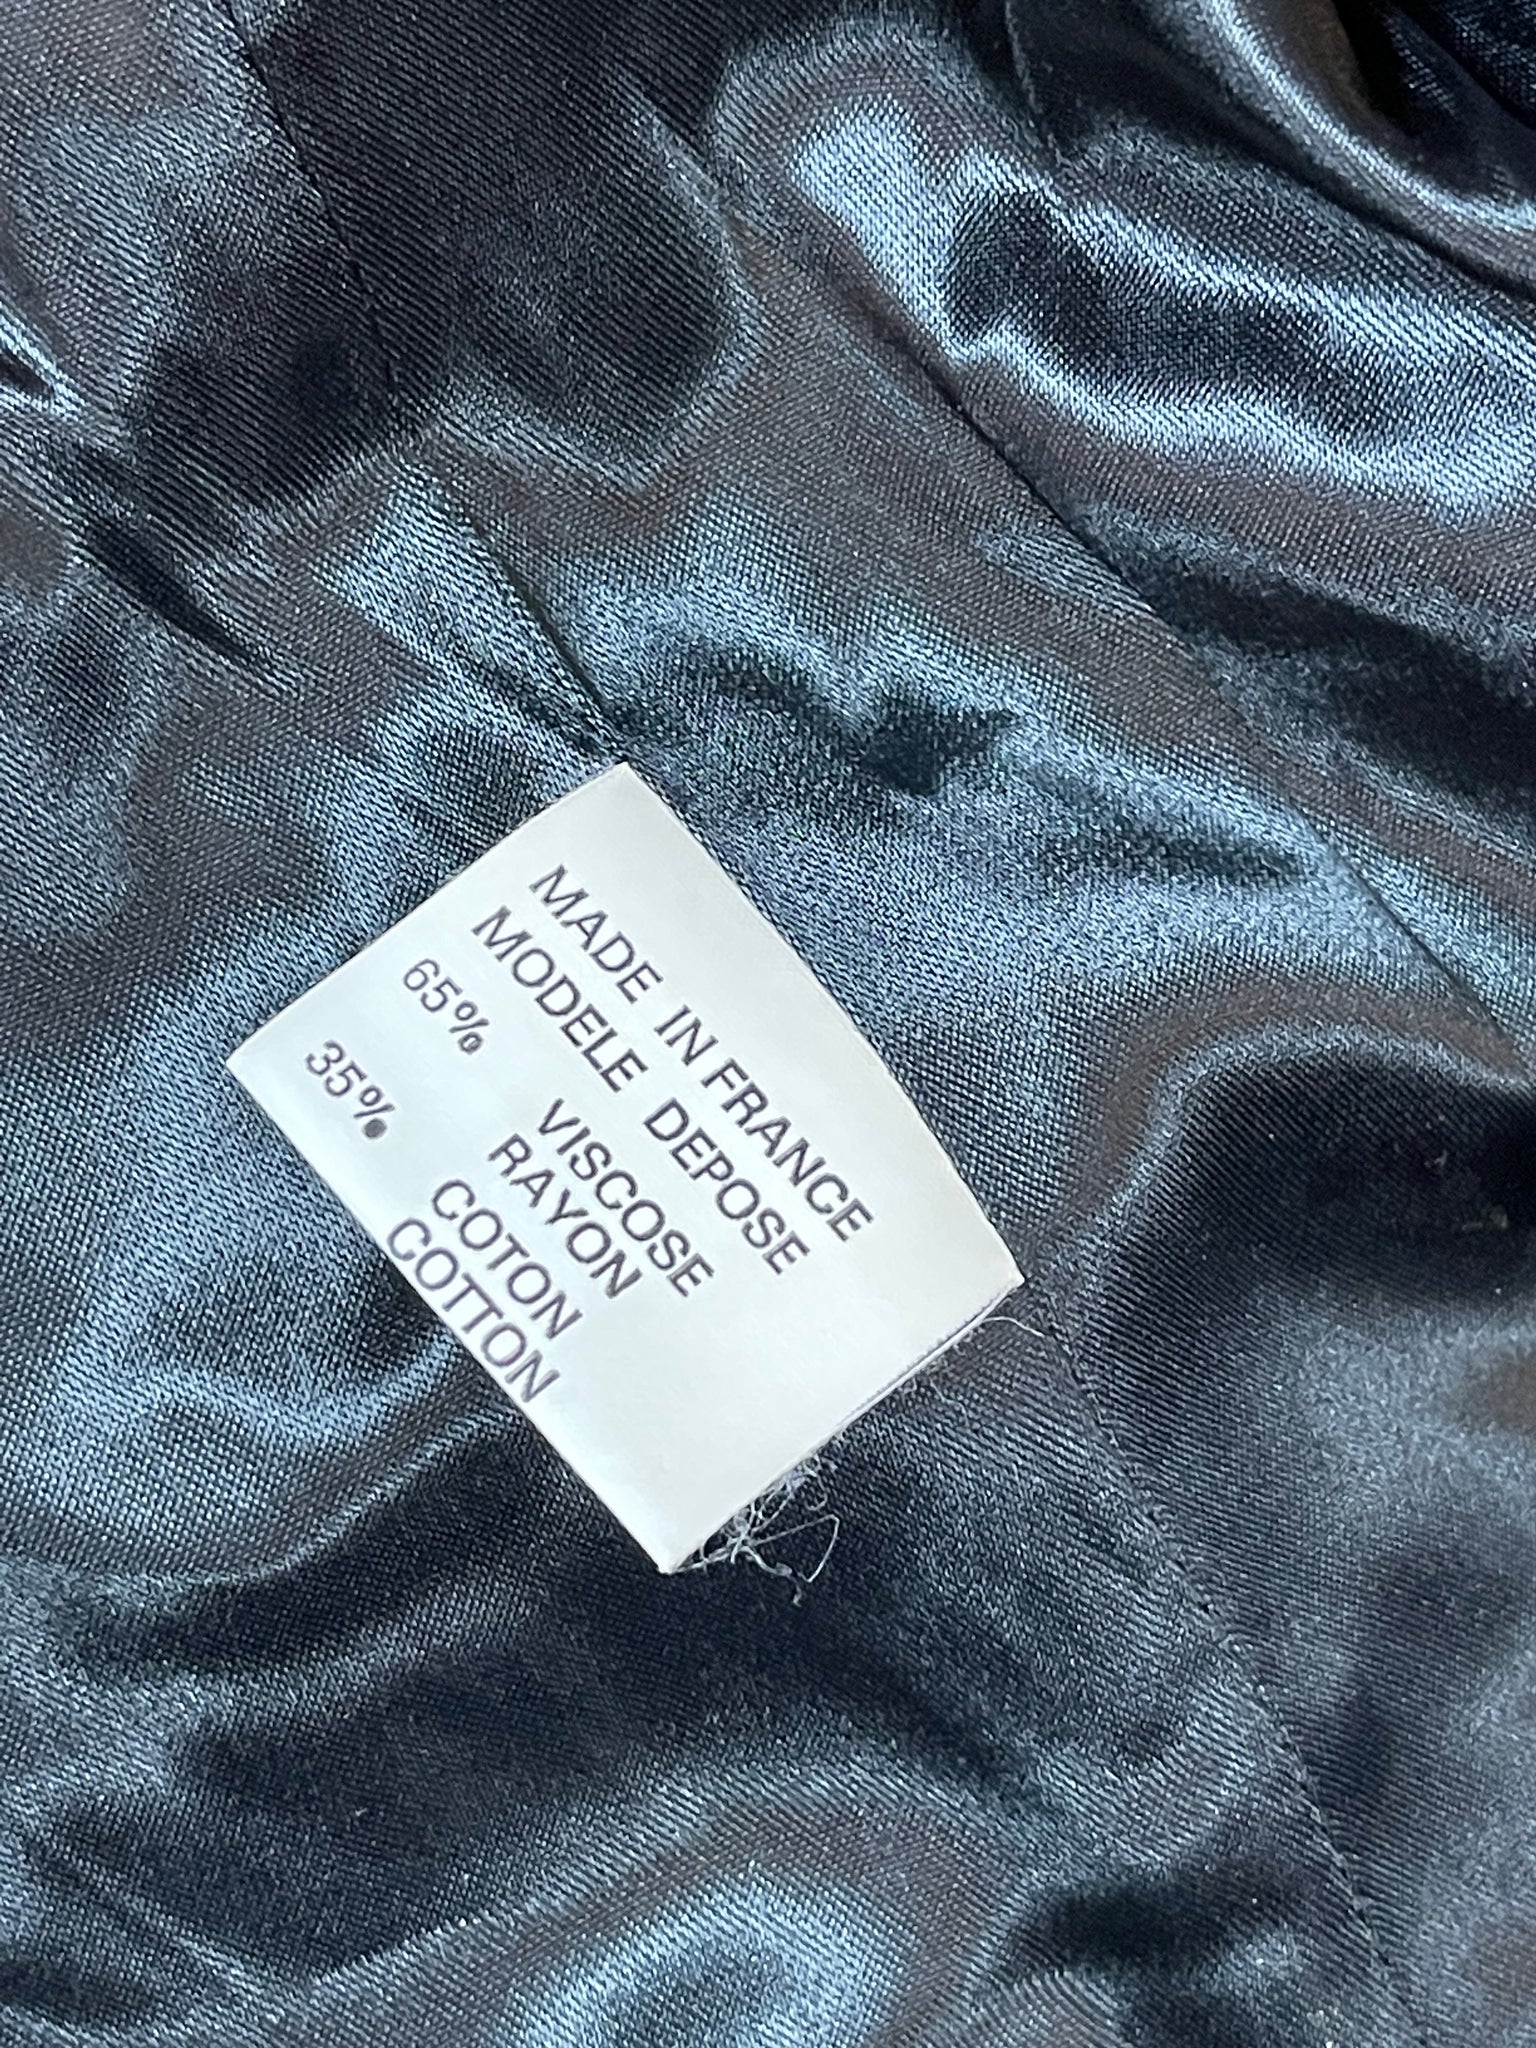 MADE IN FRANCE
MODELE DEPOSE
65% VISCOSE
RAYON
35% COTON
COTTON